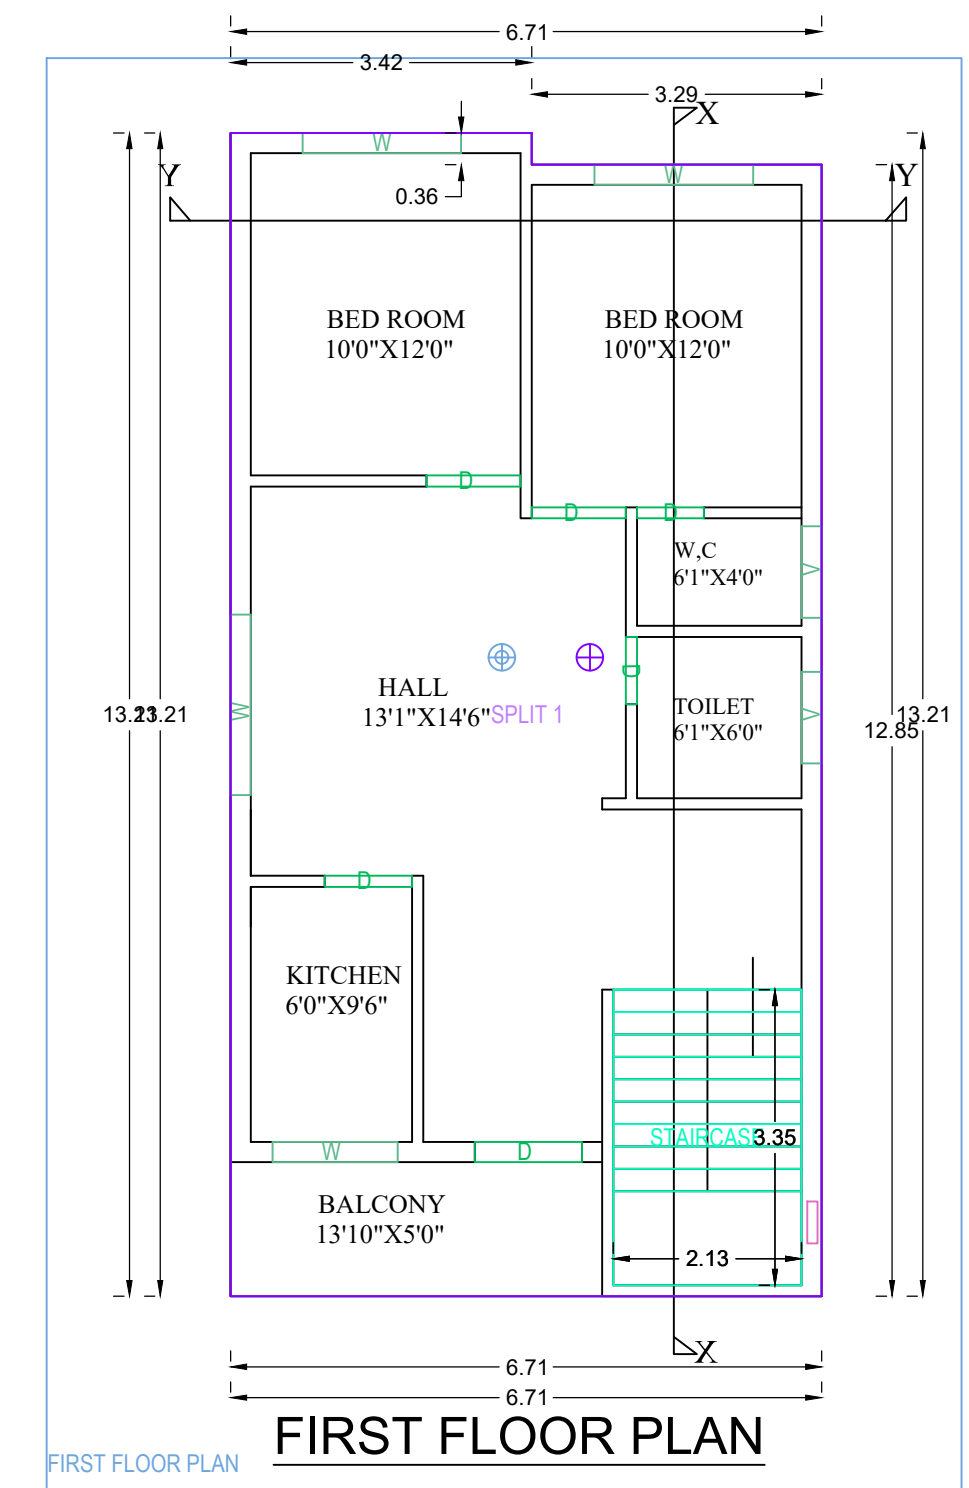 6.71
3.42
3.29
X
W
W
Y
Y
0.36
BED ROOM
10'0"X12'0"
BED ROOM
10'0"X12'0"
D
D
D
W,C
6'1"X4'0"
V
D
HALL
13'1"X14'6"
SPLIT 1
TOILET
6'1"X6'0"
W
V
13.21
13.21
12.85
13.21
D
KITCHEN
6'0"X9'6"
STAIRCASE
3.35
W
D
BALCONY
13'10"X5'0"
2.13
X
6.71
6.71
FIRST FLOOR PLAN
FIRST FLOOR PLAN